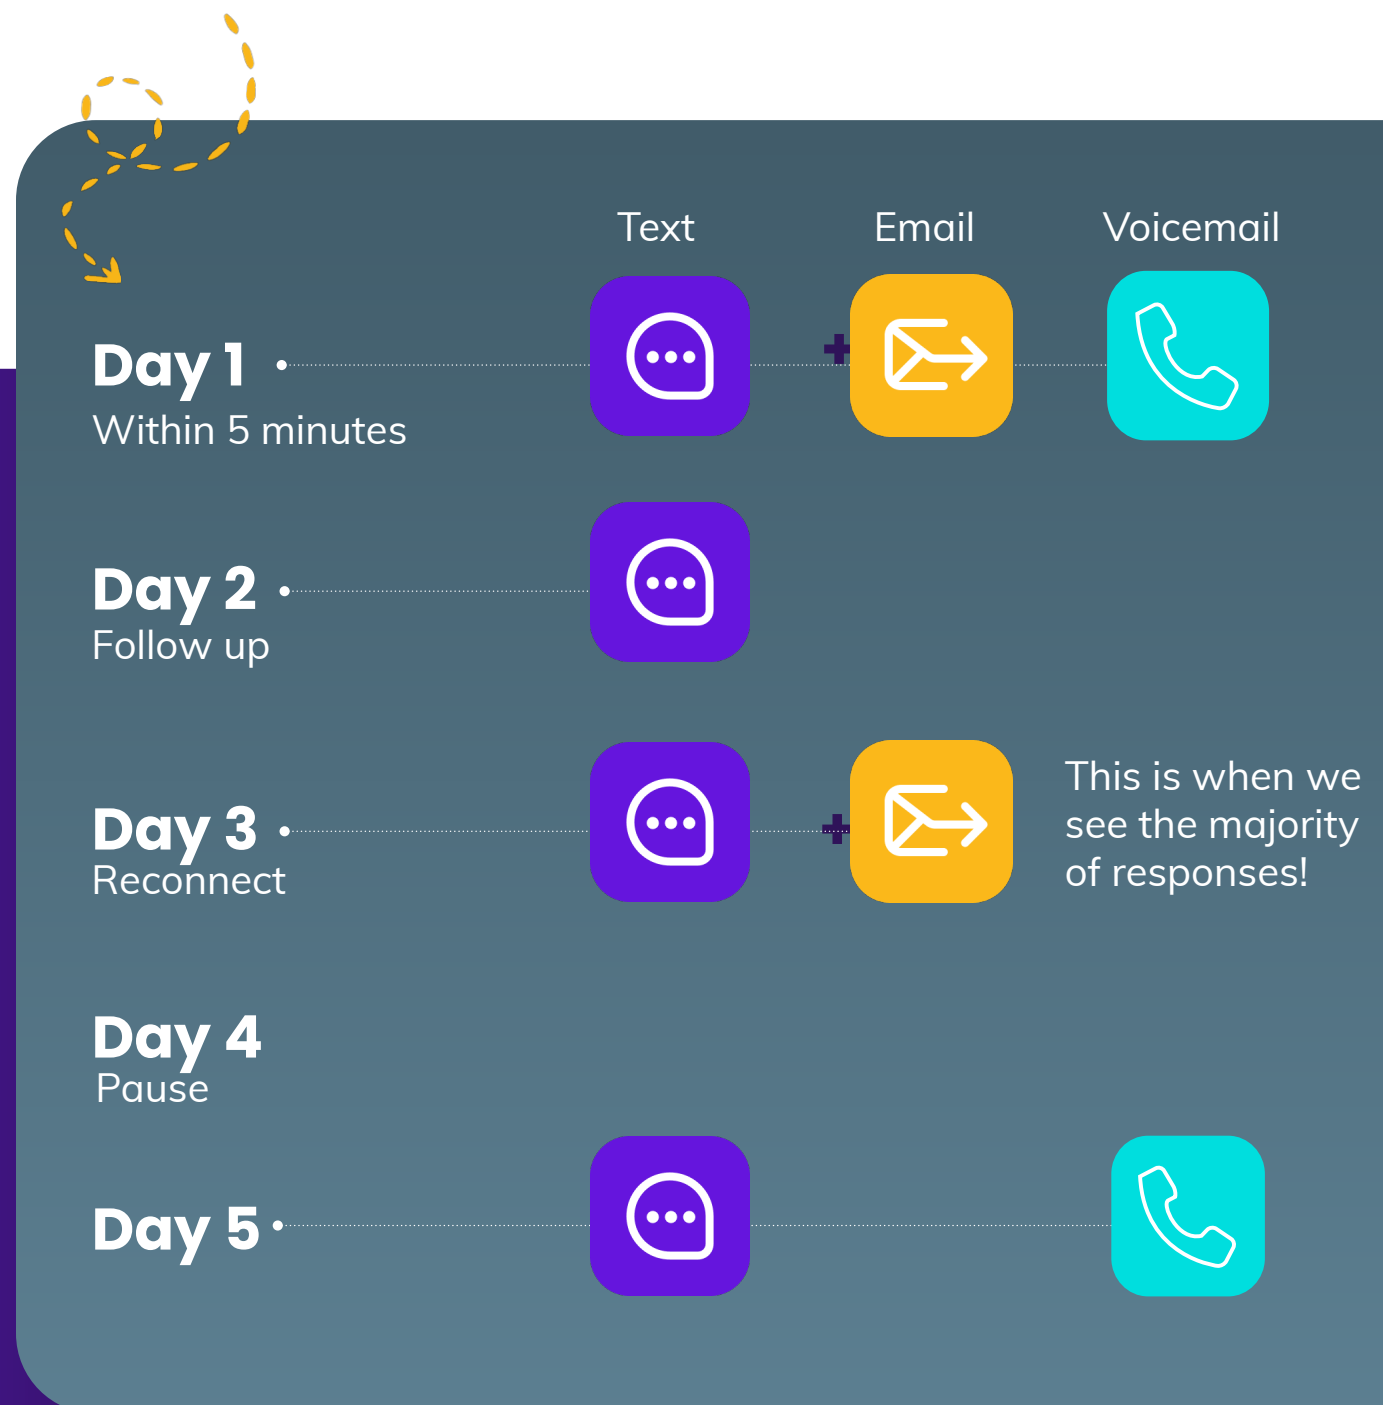 Text Email Voicemail
Day 1
Within 5 minutes
Day 2
Follow up
Day 3
Reconnect
This is when we
see the majority
of responses!
Day 4
Pause
Day 5